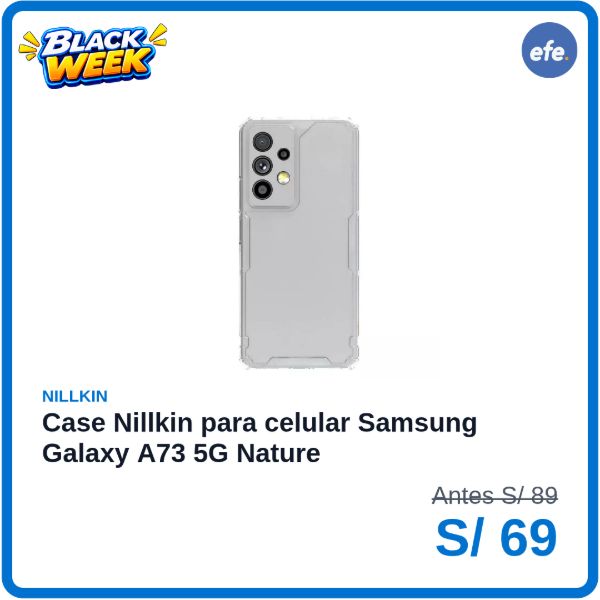 BLACK
WEEK
efe.
NILLKIN
Case Nillkin para celular Samsung
Galaxy A73 5G Nature
Antes S/ 89
S/ 69